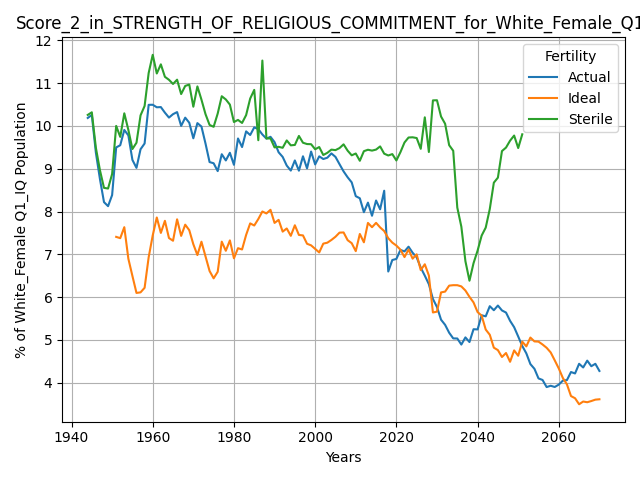 Score_2_in_STRENGTH_OF_RELIGIOUS_COMMITMENT_for_White_Female_Q1
% of White_Female Q1_IQ Population
12
11
10
9
8
7
6
5
4
Fertility
Actual
Ideal
Sterile
1940
1960
1980
2000
2020
2040
2060
Years